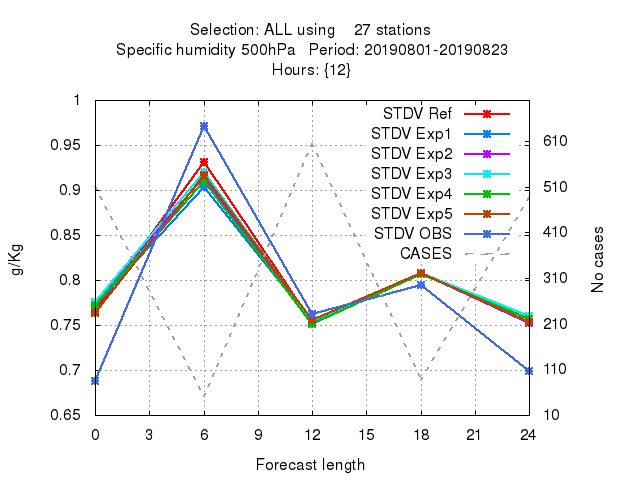 Selection: ALL using    27 stations
Specific humidity 500hPa   Period: 20190801-20190823
Hours: {12}
1
0.95
0.9
0.85
0.8
0.75
0.7
0.65
g/Kg
STDV Ref
STDV Exp1
STDV Exp2
STDV Exp3
STDV Exp4
STDV Exp5
STDV OBS
CASES
610
510
410
310
210
110
10
No cases
0 3 6 9 12 15 18 21 24
Forecast length